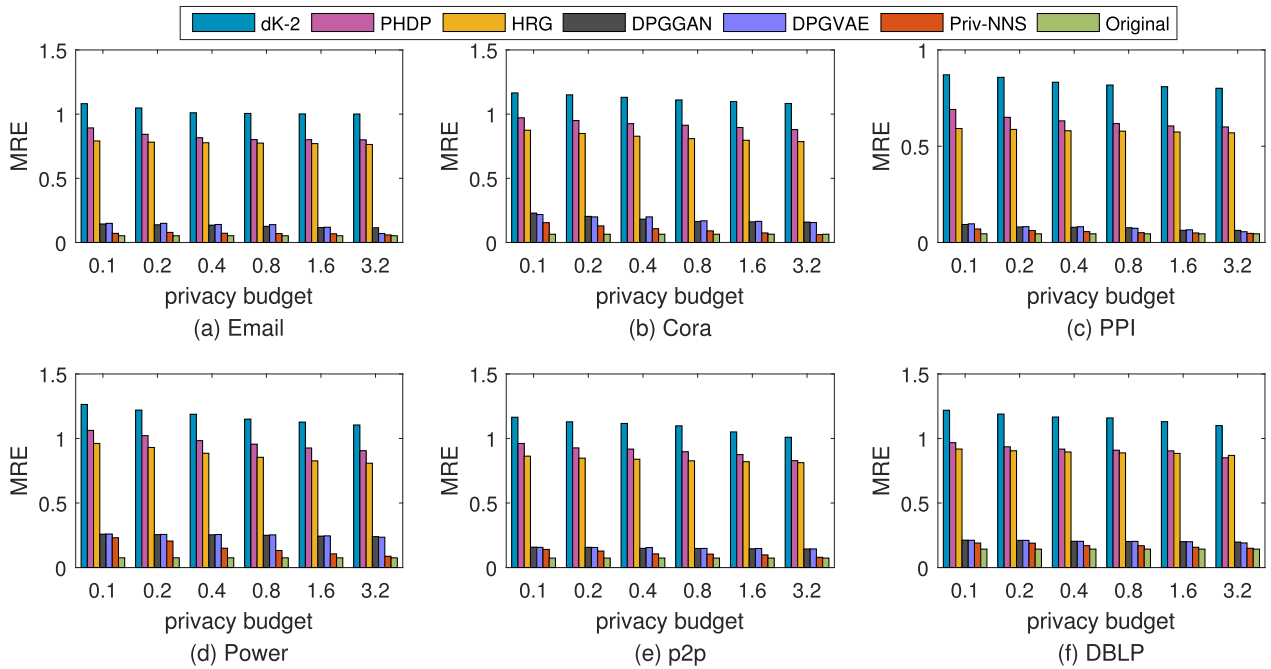 dK-2 PHDP HRG DPGGAN DPGVAE Priv-NNS Original
1.5
1
0.5
0
MRE
0.1 0.2 0.4 0.8 1.6 3.2
privacy budget
(a) Email
1.5
1
0.5
0
MRE
0.1 0.2 0.4 0.8 1.6 3.2
privacy budget
(b) Cora
1
0.5
0
MRE
0.1 0.2 0.4 0.8 1.6 3.2
privacy budget
(c) PPI
1.5
1
0.5
0
MRE
0.1 0.2 0.4 0.8 1.6 3.2
privacy budget
(d) Power
1.5
1
0.5
0
MRE
0.1 0.2 0.4 0.8 1.6 3.2
privacy budget
(e) p2p
1.5
1
0.5
0
MRE
0.1 0.2 0.4 0.8 1.6 3.2
privacy budget
(f) DBLP